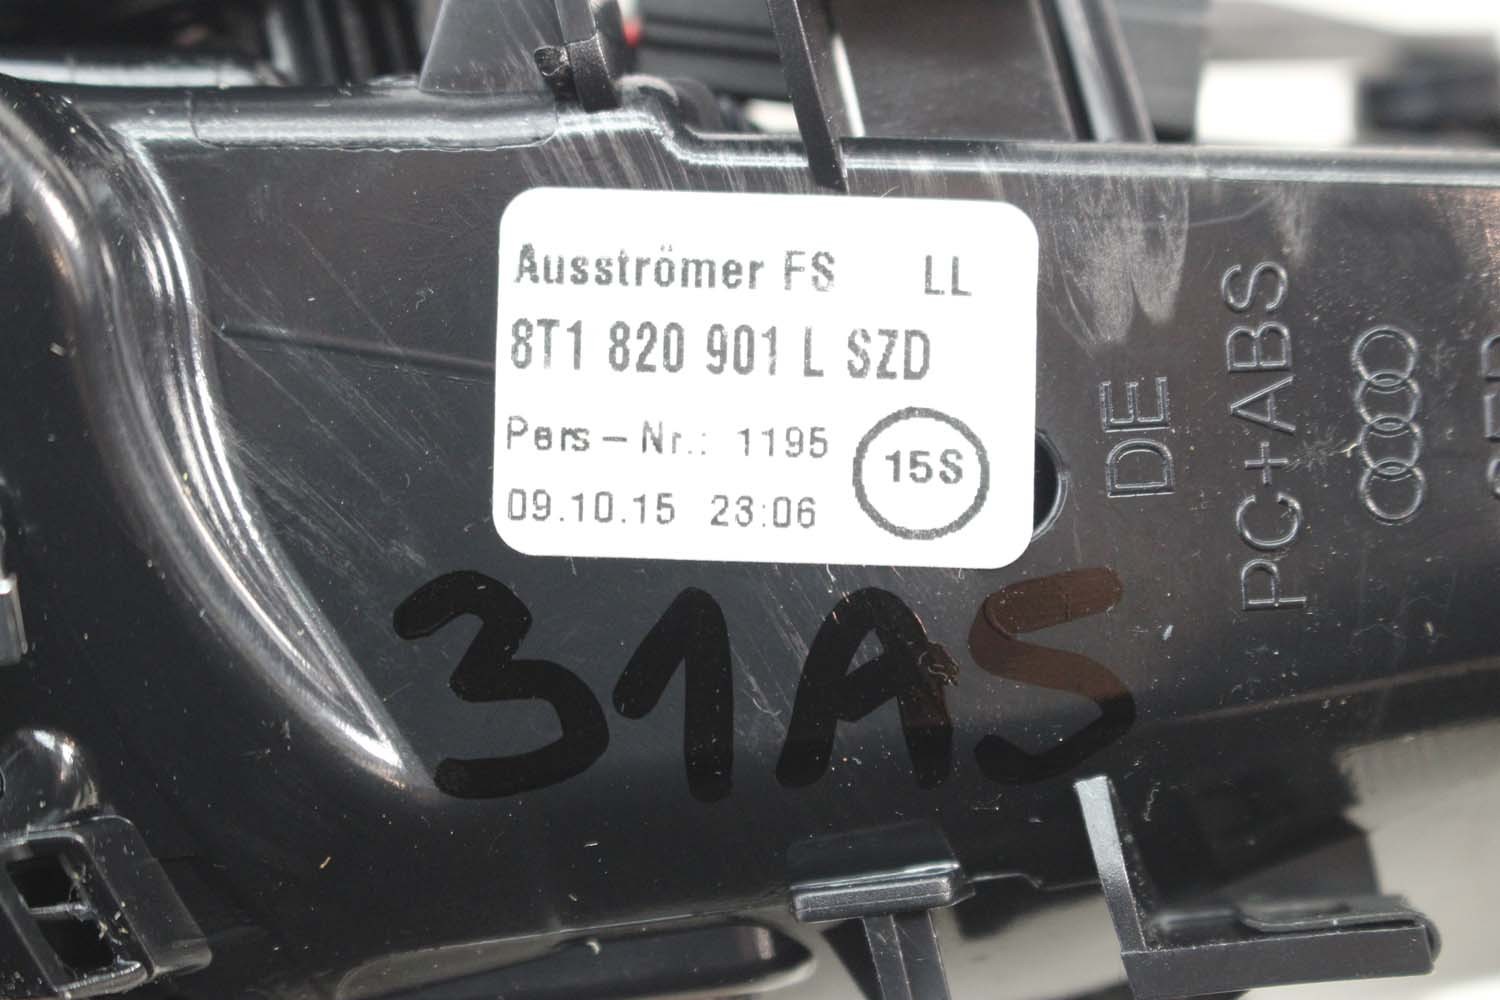 Ausströmer FS LL
8T1 820 901 L SZD
Pers-Nr.: 1195
15S
09.10.15 23:06
31AS
DE
PC+ABS